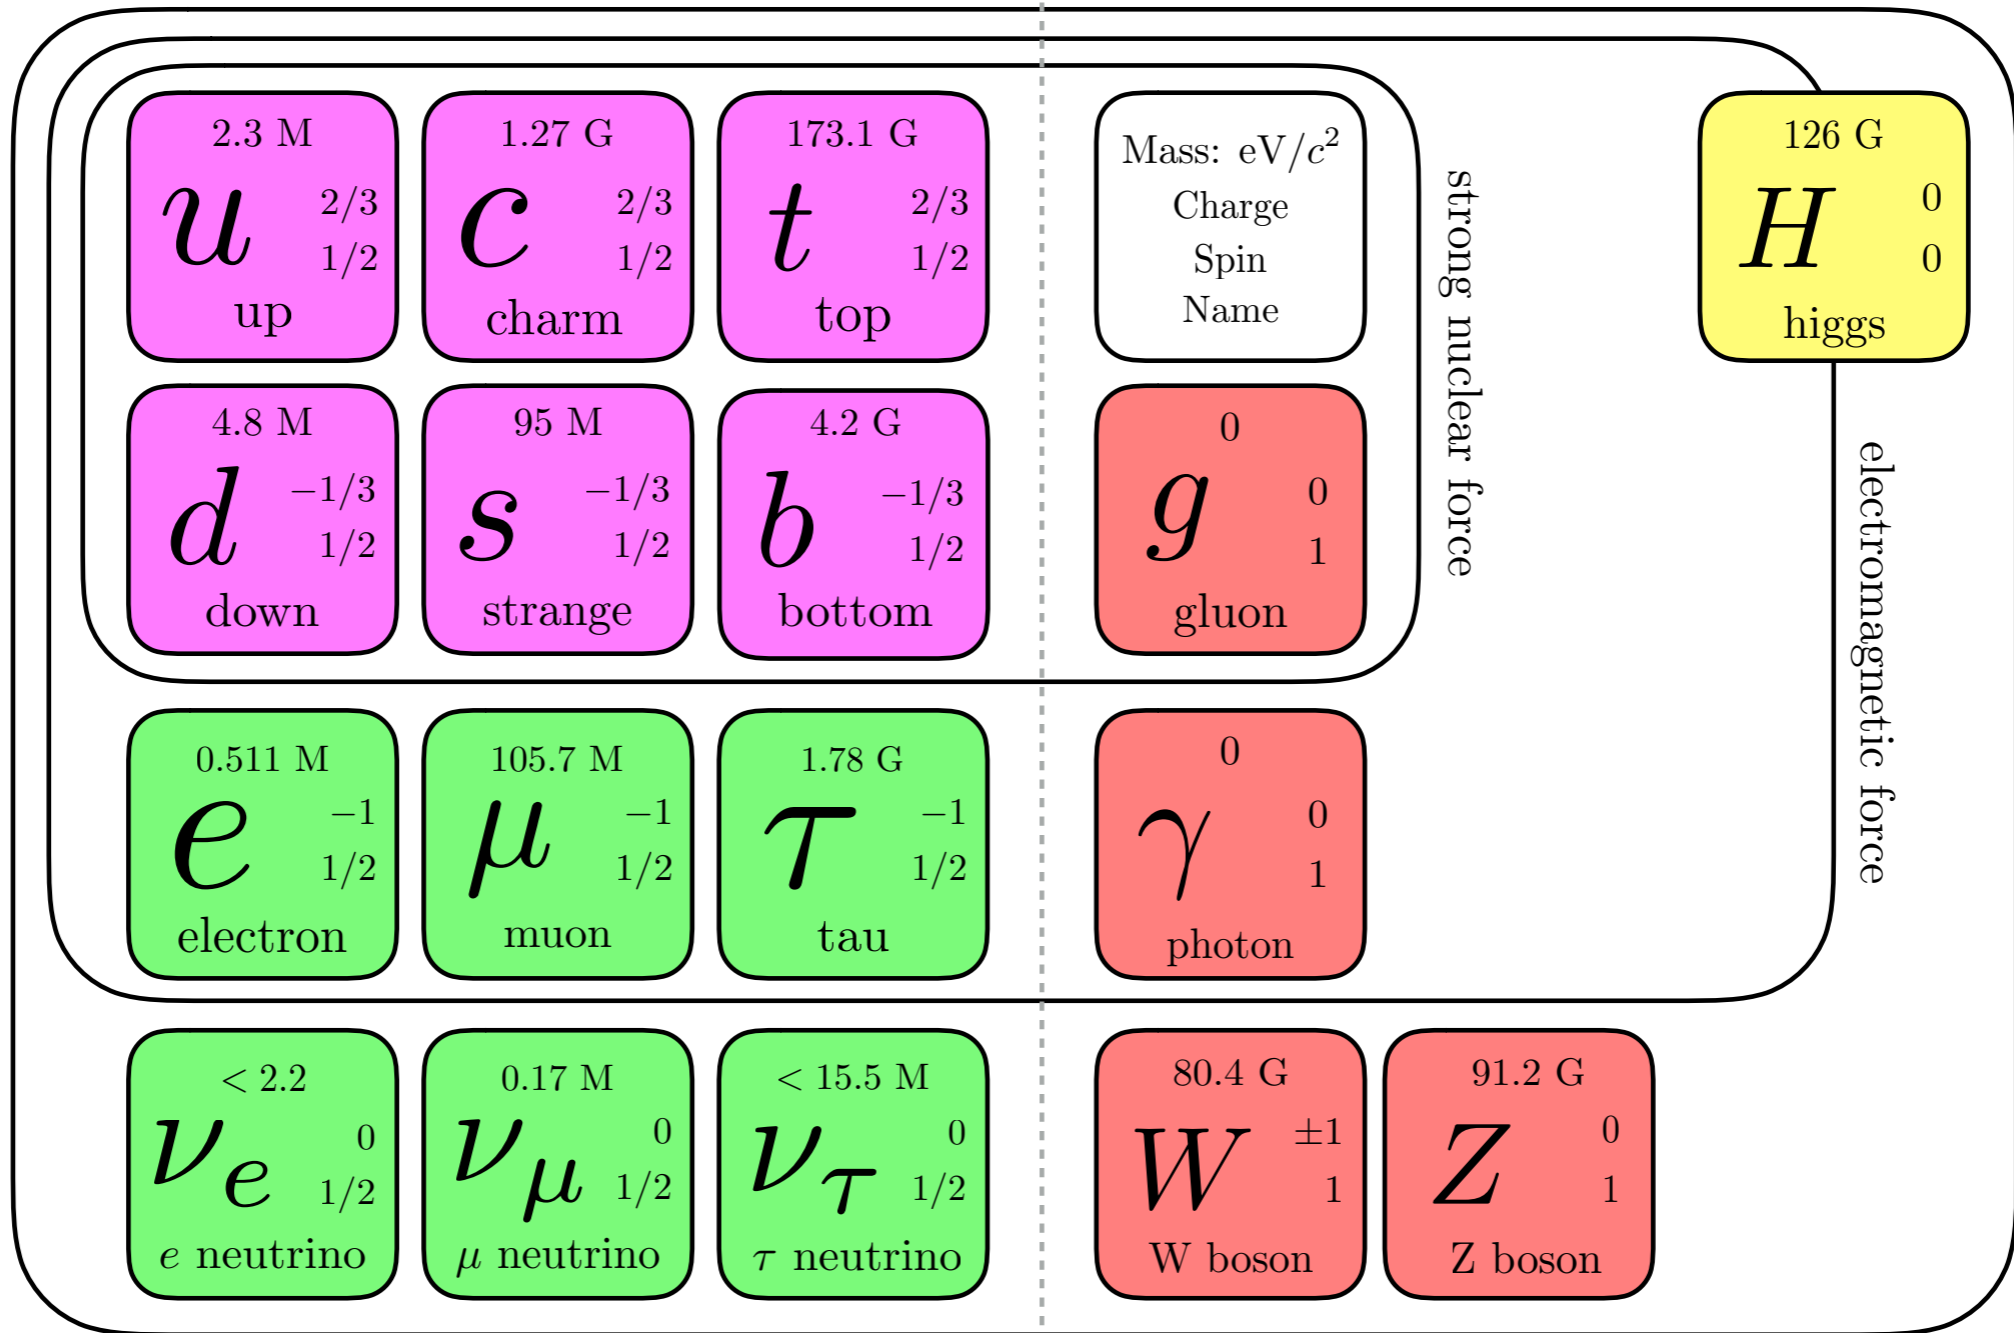 2.3 M
u
2/3
1/2
up
1.27 G
c
2/3
1/2
charm
173.1 G
t
2/3
1/2
top
Mass: eV/c²
Charge
Spin
Name
strong nuclear force
126 G
H
0
0
higgs
4.8 M
d
−1/3
1/2
down
95 M
s
−1/3
1/2
strange
4.2 G
b
−1/3
1/2
bottom
0
g
0
1
gluon
electromagnetic force
0.511 M
e
−1
1/2
electron
105.7 M
μ
−1
1/2
muon
1.78 G
τ
−1
1/2
tau
0
γ
0
1
photon
< 2.2
νe
0
1/2
e neutrino
0.17 M
νμ
0
1/2
μ neutrino
< 15.5 M
ντ
0
1/2
τ neutrino
80.4 G
W
±1
1
W boson
91.2 G
Z
0
1
Z boson